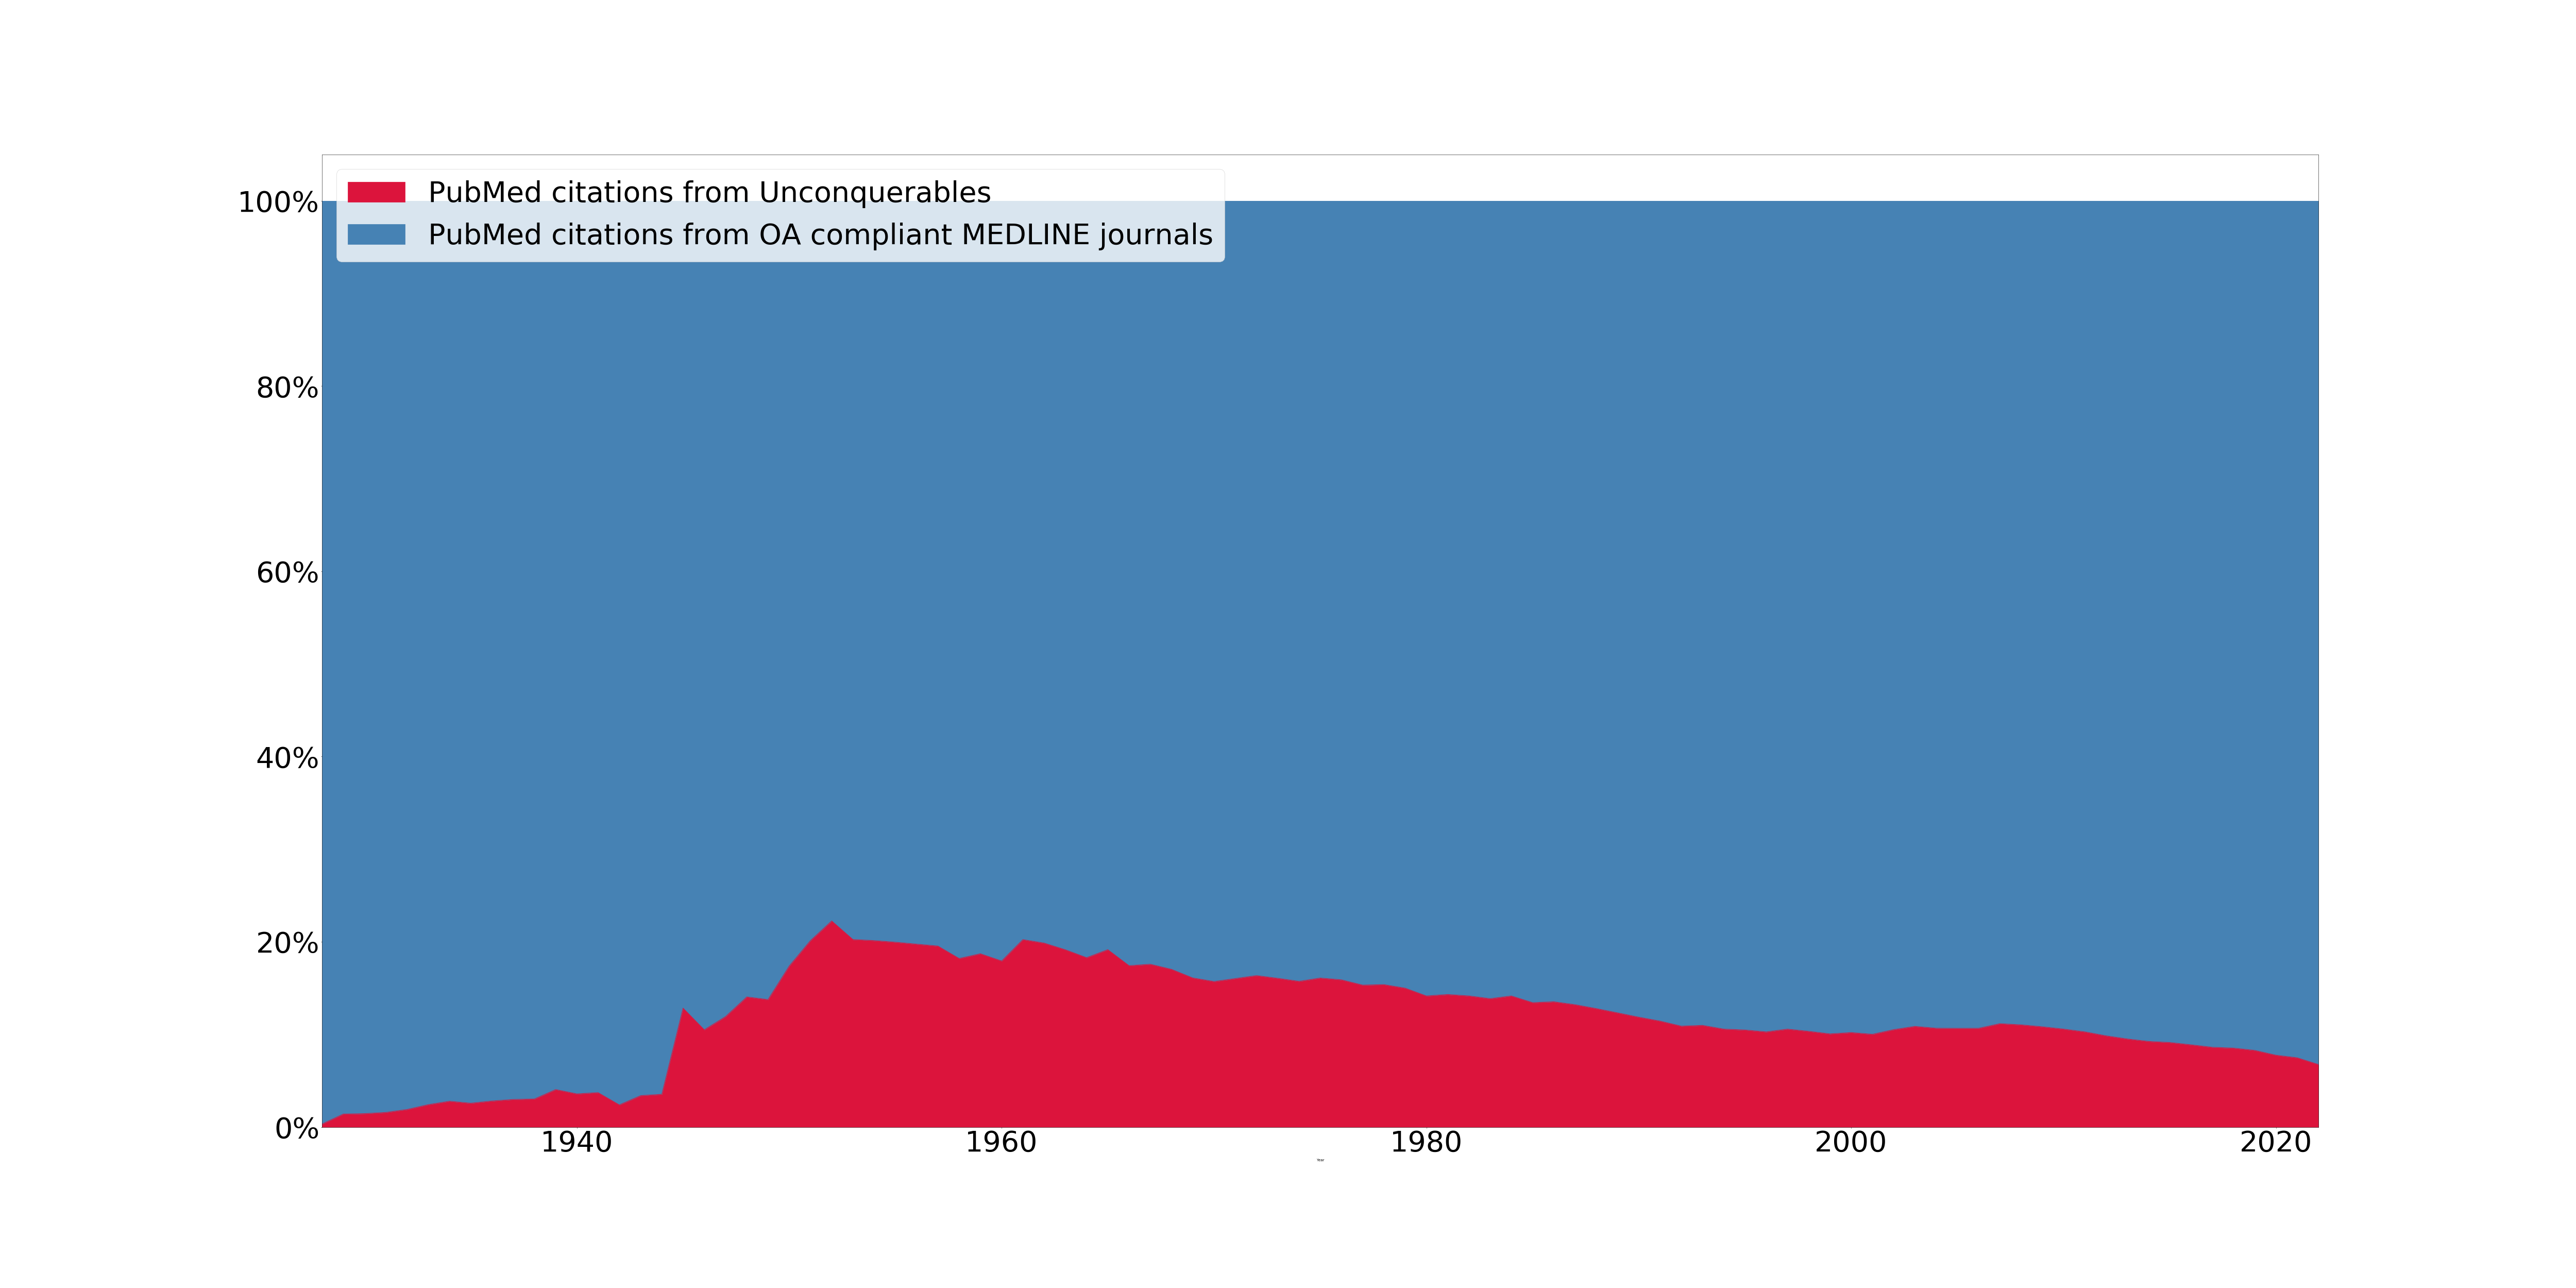 PubMed citations from Unconquerables
PubMed citations from OA compliant MEDLINE journals
100%
80%
60%
40%
20%
0%
1940 1960 1980 2000 2020